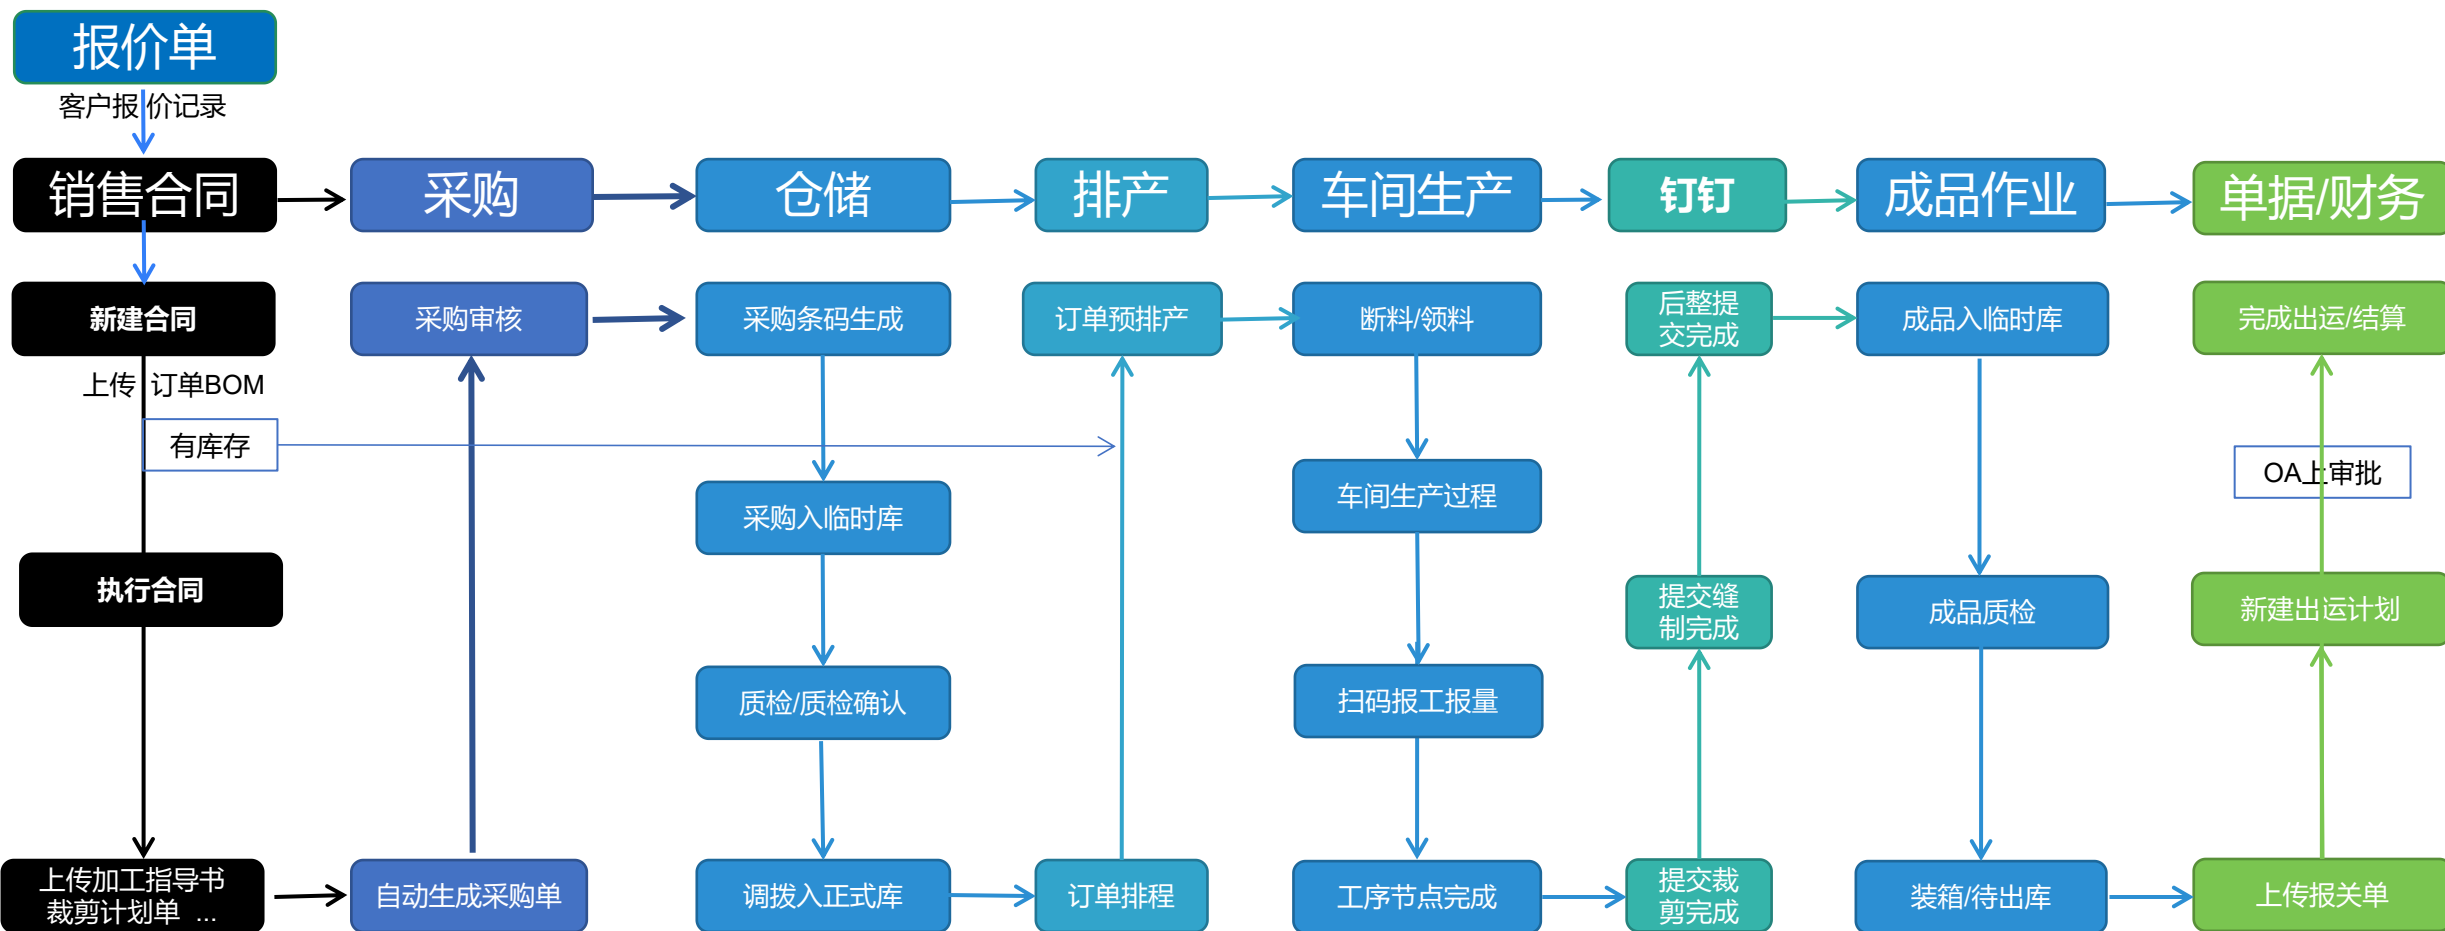 报价单
客户报 价记录
销售合同
采购
仓储
排产
车间生产
钉钉
成品作业
单据/财务
新建合同
采购审核
采购条码生成
订单预排产
断料/领料
后整提
交完成
成品入临时库
完成出运/结算
上传 订单BOM
有库存
OA上审批
车间生产过程
采购入临时库
执行合同
提交缝
制完成
成品质检
新建出运计划
质检/质检确认
扫码报工报量
上传加工指导书
裁剪计划单 ...
自动生成采购单
调拨入正式库
订单排程
工序节点完成
提交裁
剪完成
装箱/待出库
上传报关单